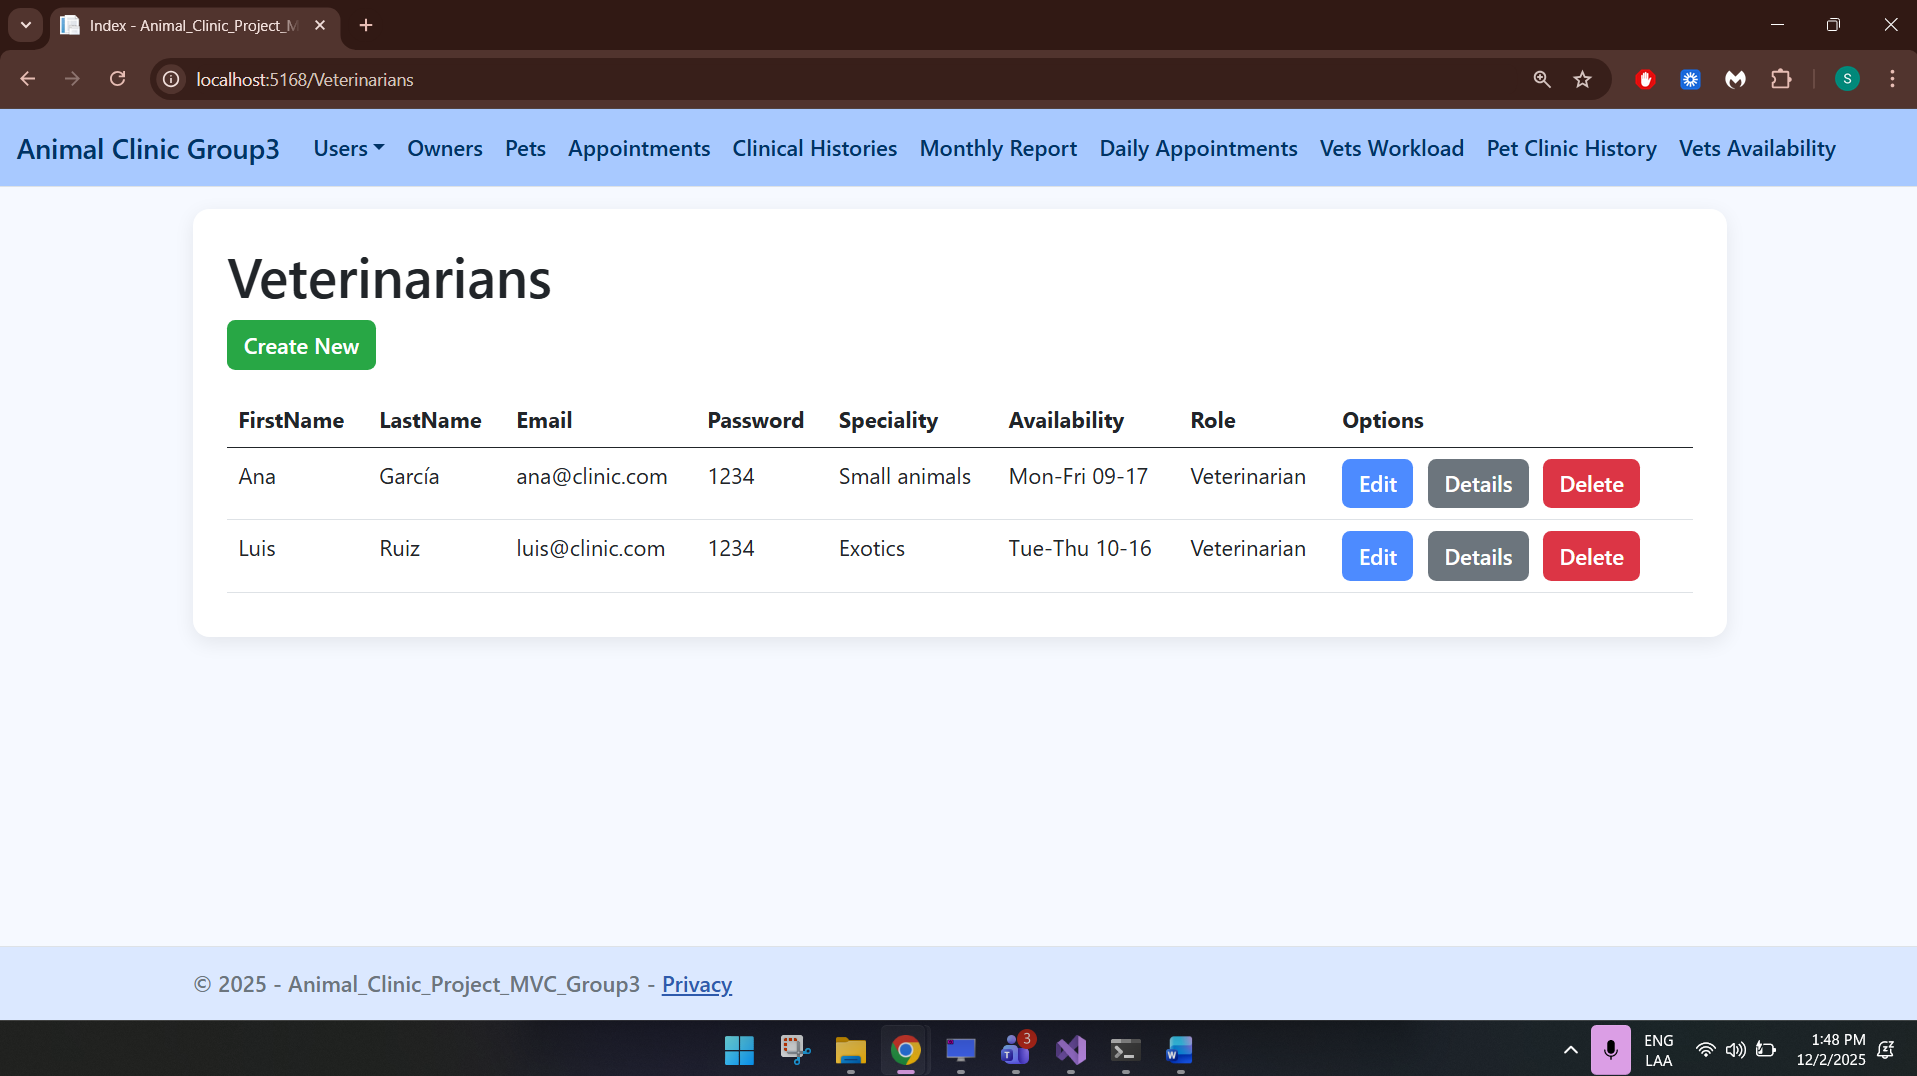 Index - Animal_Clinic_Project_M
localhost:5168/Veterinarians
S
Animal Clinic Group3 Users Owners Pets Appointments Clinical Histories Monthly Report Daily Appointments Vets Workload Pet Clinic History Vets Availability
Veterinarians
Create New
FirstName LastName Email Password Speciality Availability Role Options
Ana García ana@clinic.com 1234 Small animals Mon-Fri 09-17 Veterinarian Edit Details Delete
Luis Ruiz luis@clinic.com 1234 Exotics Tue-Thu 10-16 Veterinarian Edit Details Delete
© 2025 - Animal_Clinic_Project_MVC_Group3 - Privacy
3
ENG 1:48 PM
LAA 12/2/2025